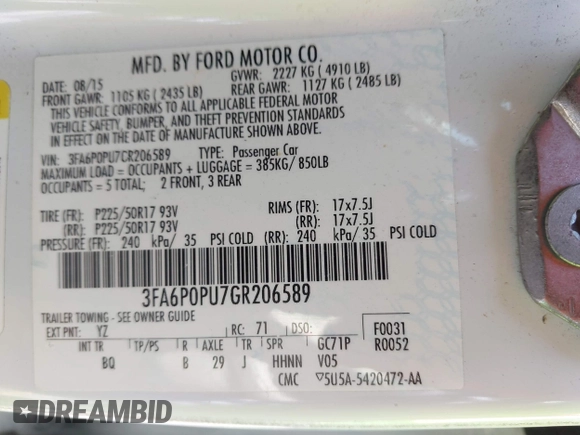 MFD. BY FORD MOTOR CO.
DATE: 08/15 GVWR: 2227 KG ( 4910 LB)
FRONT GAWR: 1105 KG ( 2435 LB) REAR GAWR: 1127 KG ( 2485 LB)
THIS VEHICLE CONFORMS TO ALL APPLICABLE FEDERAL MOTOR
VEHICLE SAFETY, BUMPER, AND THEFT PREVENTION STANDARDS
IN EFFECT ON THE DATE OF MANUFACTURE SHOWN ABOVE.
VIN: 3FA6P0PU7GR206589 TYPE: Passenger Car
MAXIMUM LOAD = OCCUPANTS + LUGGAGE = 385KG/ 850LB
OCCUPANTS = 5 TOTAL; 2 FRONT, 3 REAR
TIRE (FR): P225/50R17 93V RIMS (FR): 17x7.5J
(RR): P225/50R17 93V (RR): 17x7.5J
PRESSURE (FR): 240 kPa/ 35 PSI COLD (RR): 240 kPa/ 35 PSI COLD
3FA6P0PU7GR206589
TRAILER TOWING - SEE OWNER GUIDE
EXT PNT: YZ RC: 71 DSO: F0031
INT TR TP/PS R AXLE TR SPR GC71P R0052
BQ B 29 J HHNN V05
CMC 5U5A-5420472-AA
DREAMBID